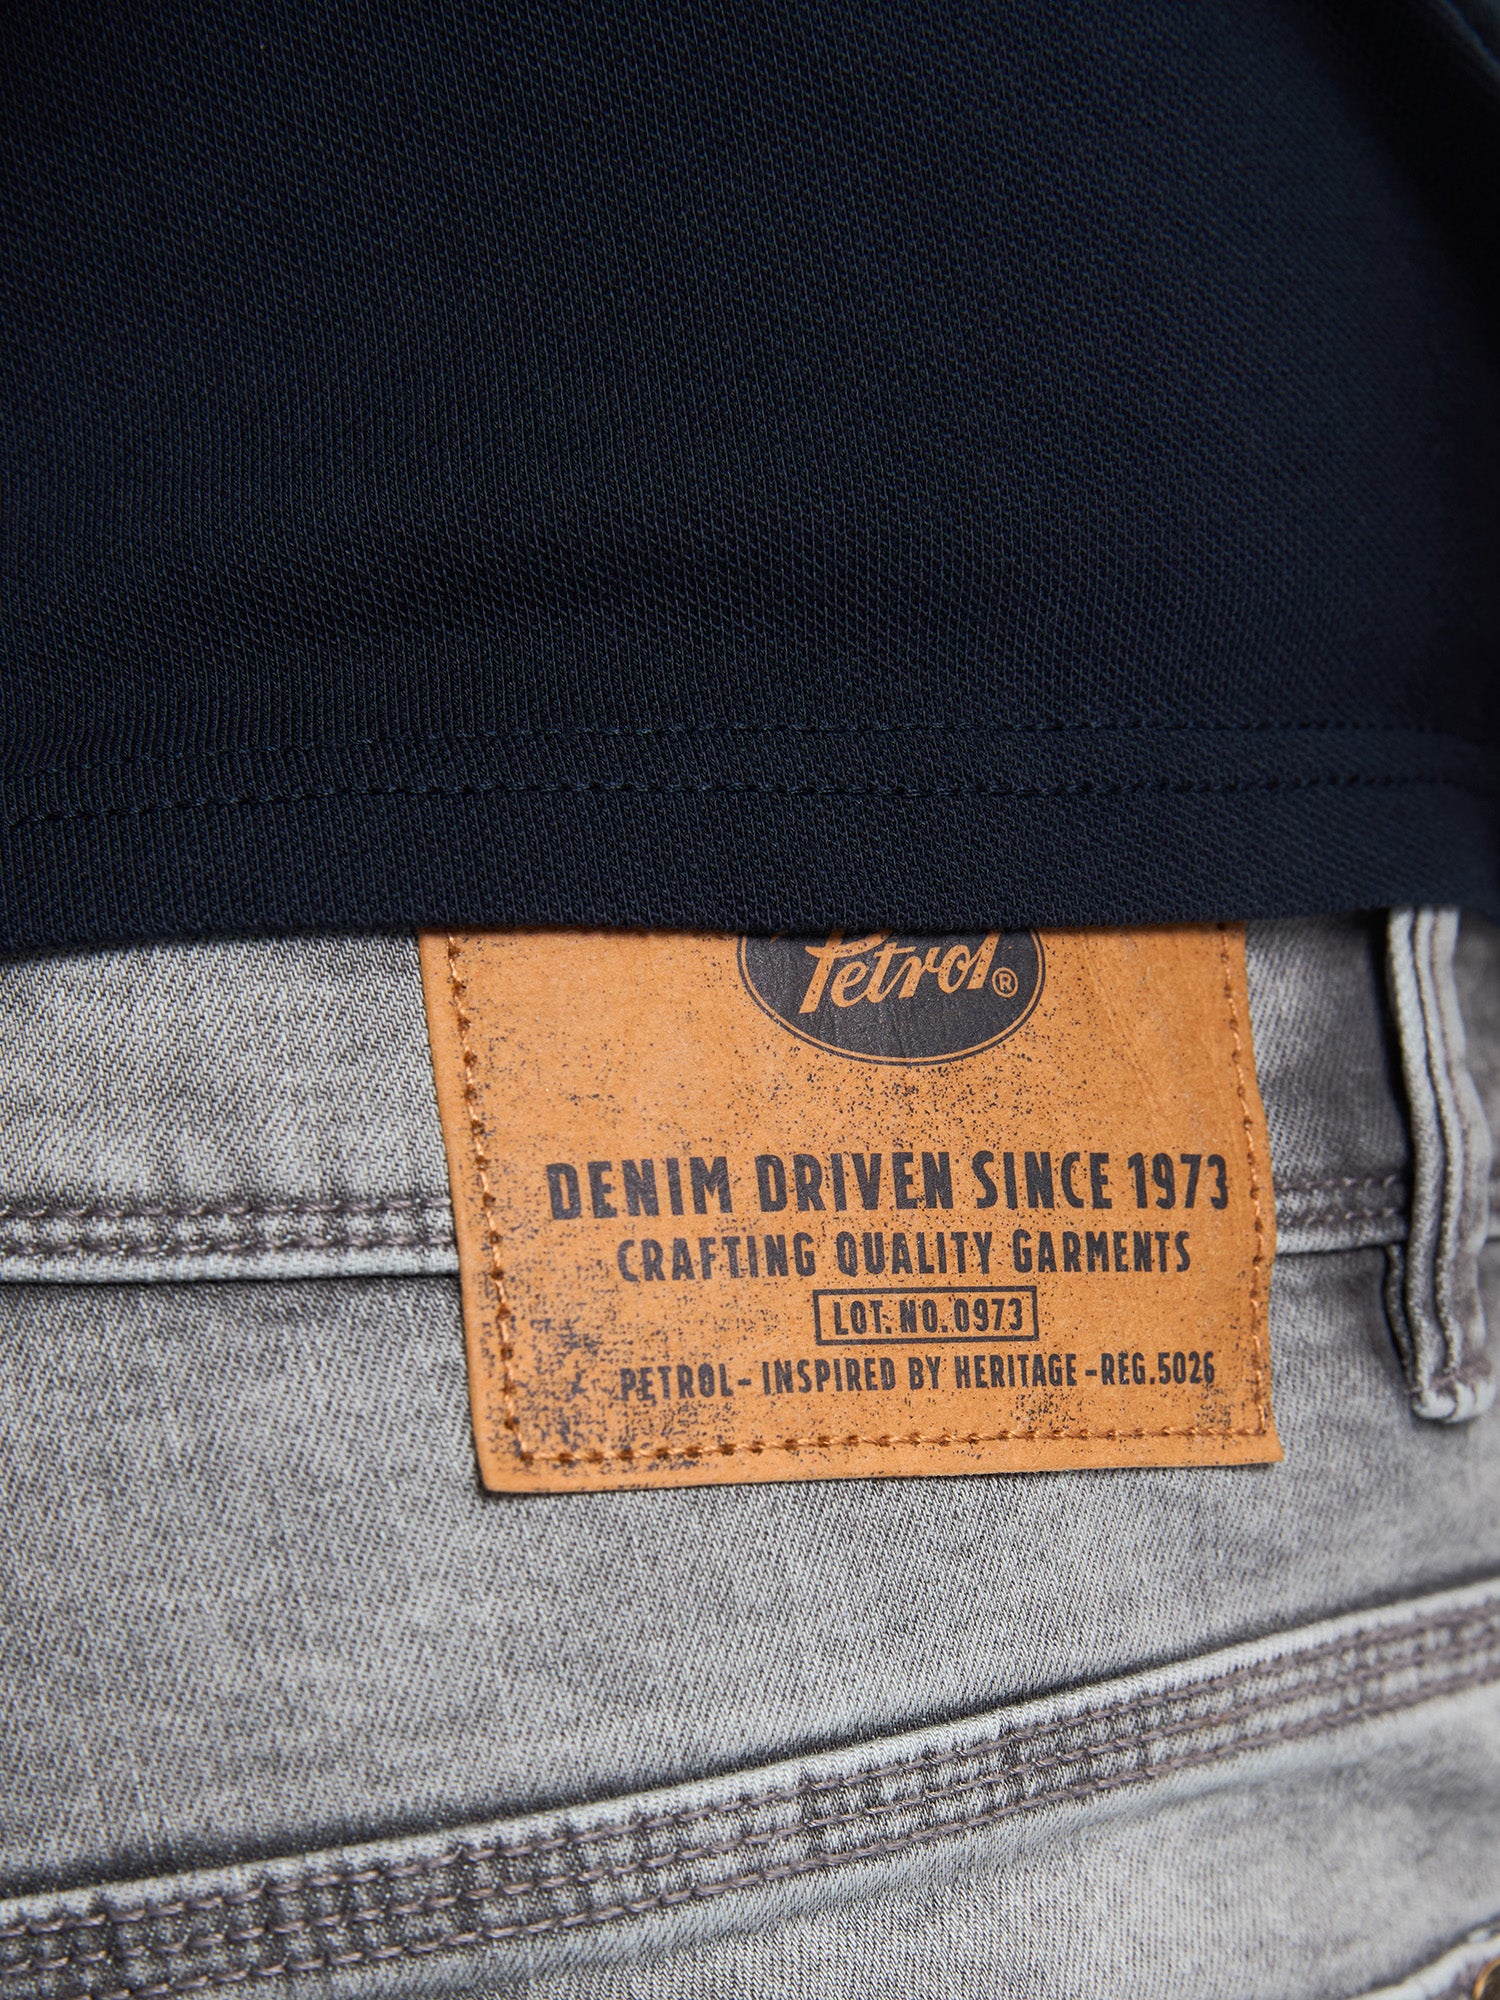 Petrol®
DENIM DRIVEN SINCE 1973
CRAFTING QUALITY GARMENTS
LOT. NO. 0973
PETROL - INSPIRED BY HERITAGE - REG.5026